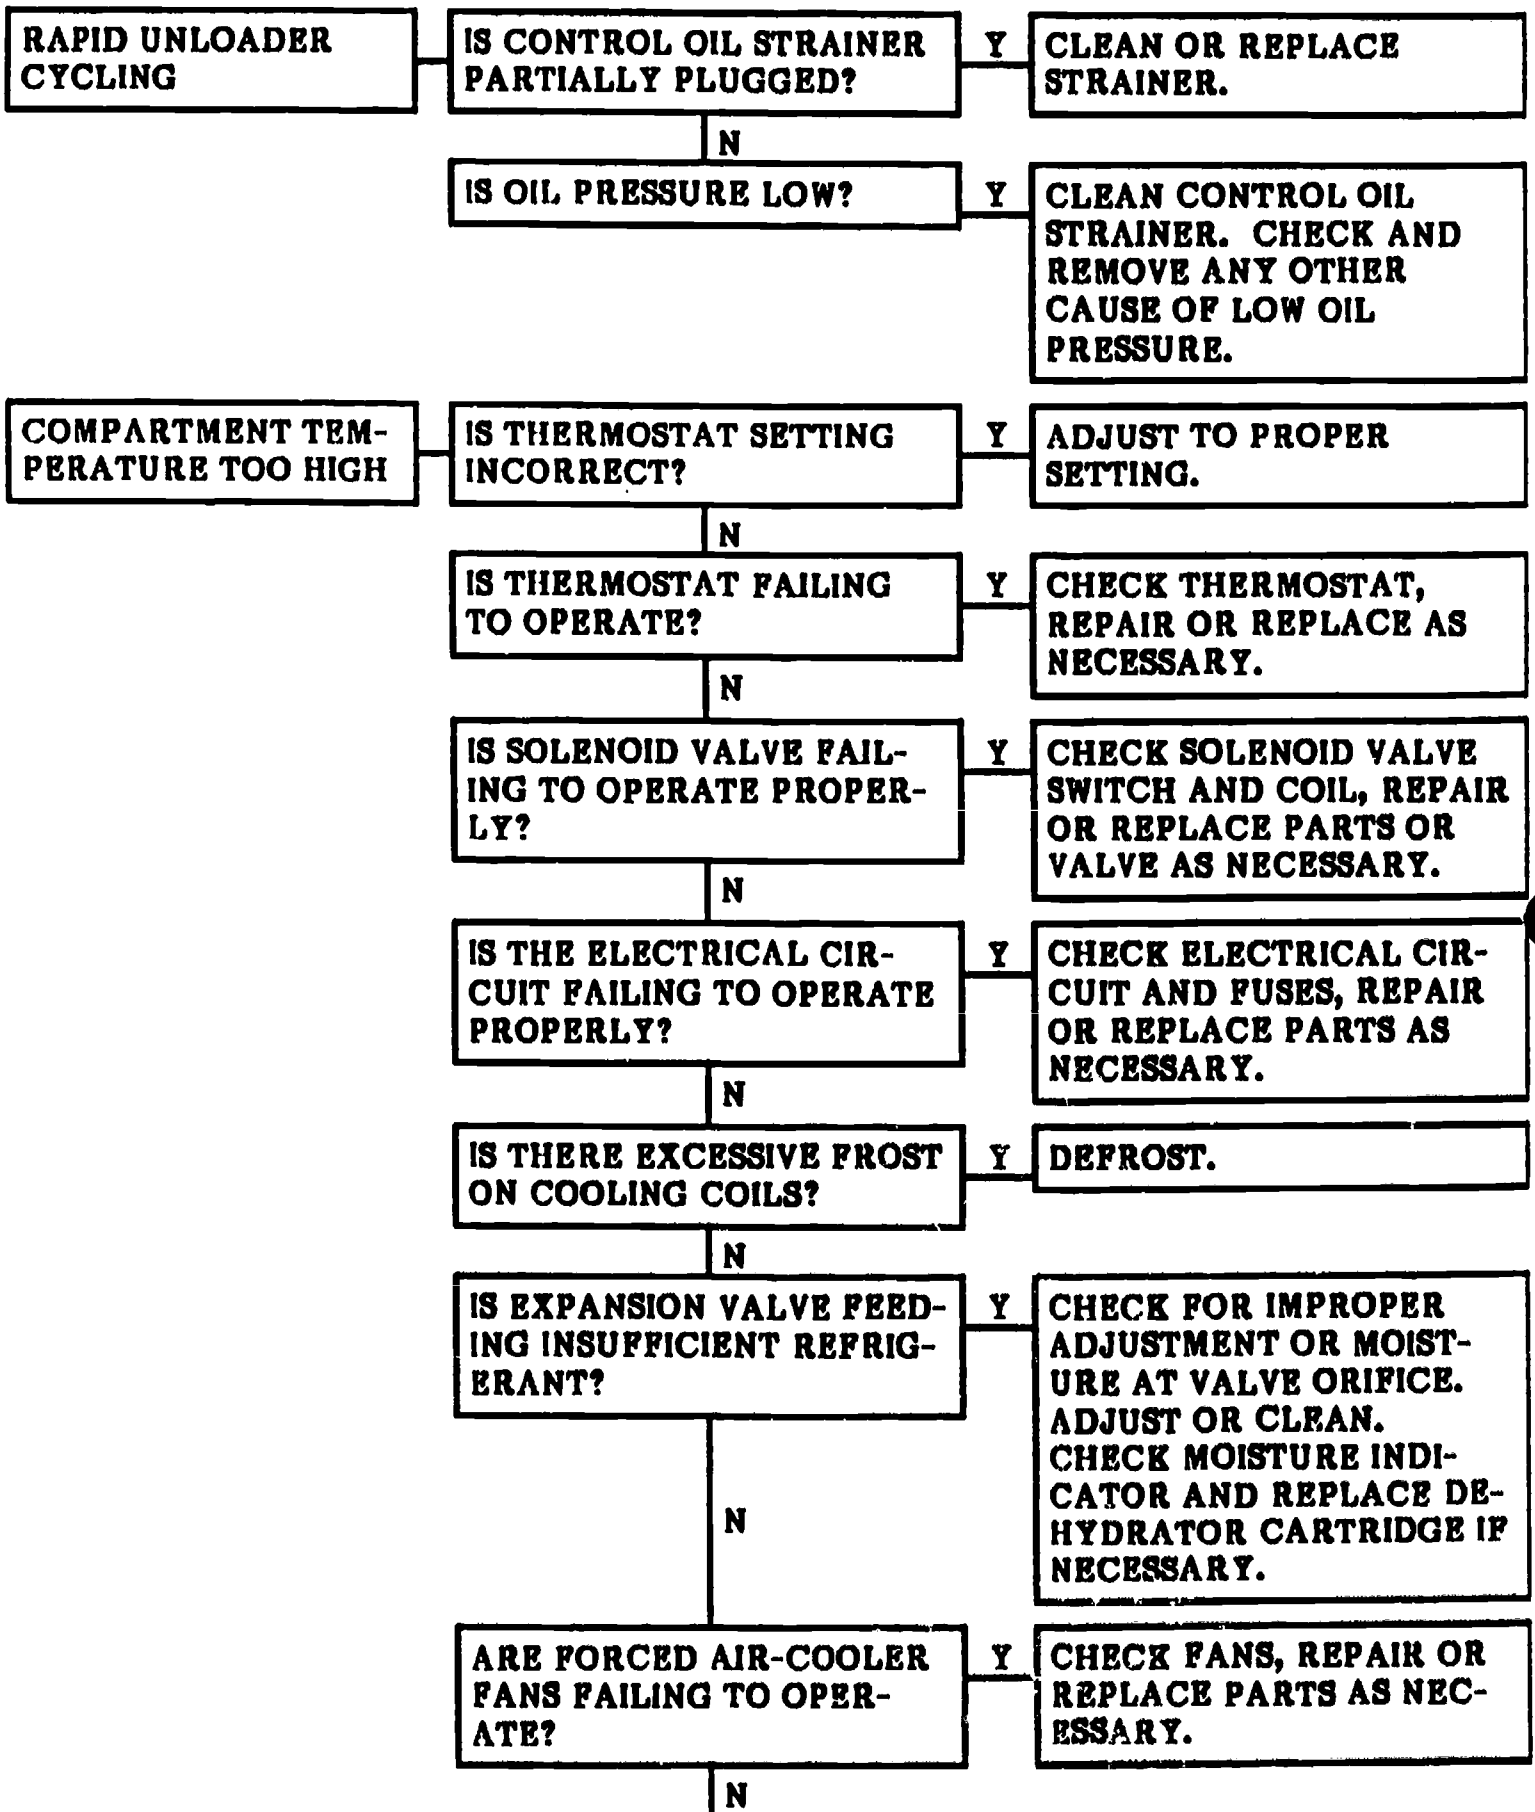 RAPID UNLOADER
CYCLING
IS CONTROL OIL STRAINER
PARTIALLY PLUGGED?
Y
CLEAN OR REPLACE
STRAINER.
N
IS OIL PRESSURE LOW?
Y
CLEAN CONTROL OIL
STRAINER. CHECK AND
REMOVE ANY OTHER
CAUSE OF LOW OIL
PRESSURE.
COMPARTMENT TEM-
PERATURE TOO HIGH
IS THERMOSTAT SETTING
INCORRECT?
Y
ADJUST TO PROPER
SETTING.
N
IS THERMOSTAT FAILING
TO OPERATE?
Y
CHECK THERMOSTAT,
REPAIR OR REPLACE AS
NECESSARY.
N
IS SOLENOID VALVE FAIL-
ING TO OPERATE PROPER-
LY?
Y
CHECK SOLENOID VALVE
SWITCH AND COIL, REPAIR
OR REPLACE PARTS OR
VALVE AS NECESSARY.
N
IS THE ELECTRICAL CIR-
CUIT FAILING TO OPERATE
PROPERLY?
Y
CHECK ELECTRICAL CIR-
CUIT AND FUSES, REPAIR
OR REPLACE PARTS AS
NECESSARY.
N
IS THERE EXCESSIVE FROST
ON COOLING COILS?
Y
DEFROST.
N
IS EXPANSION VALVE FEED-
ING INSUFFICIENT REFRIG-
ERANT?
Y
CHECK FOR IMPROPER
ADJUSTMENT OR MOIST-
URE AT VALVE ORIFICE.
ADJUST OR CLEAN.
CHECK MOISTURE INDI-
CATOR AND REPLACE DE-
HYDRATOR CARTRIDGE IF
NECESSARY.
N
ARE FORCED AIR-COOLER
FANS FAILING TO OPER-
ATE?
Y
CHECK FANS, REPAIR OR
REPLACE PARTS AS NEC-
ESSARY.
N